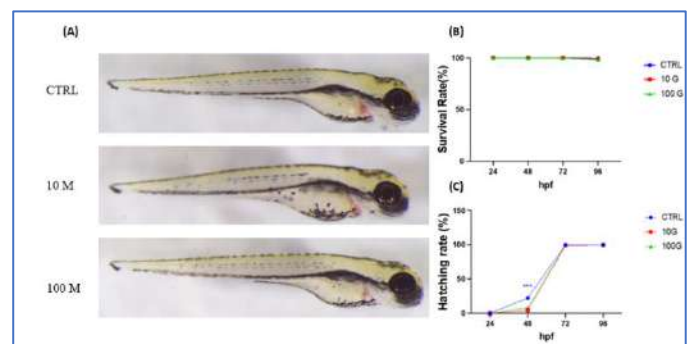 (A)
CTRL
10 M
100 M
(B)
Survival Rate(%)
100
50
0
24 48 72 96
hpf
CTRL
10 G
100 G
(C)
Hatching rate (%)
150
100
50
0
24 48 72 96
hpf
CTRL
10G
100G